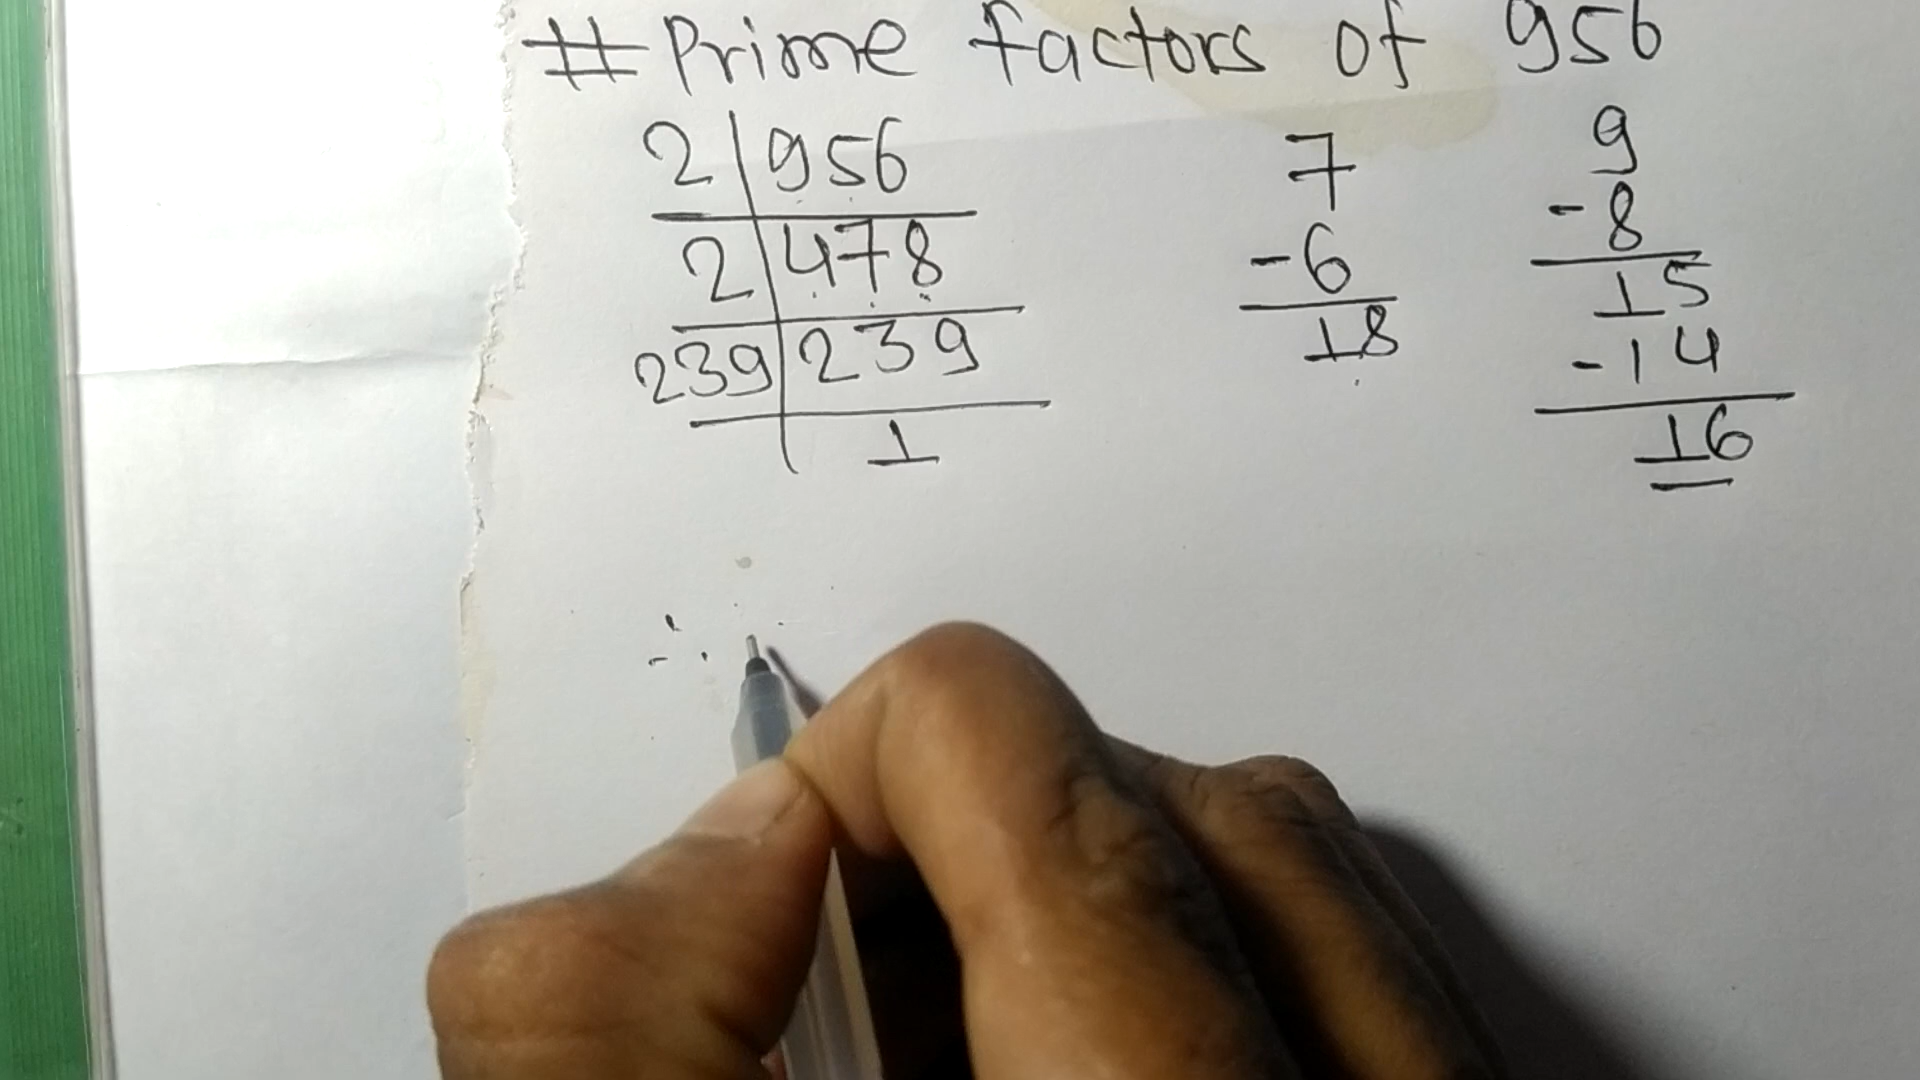 # Prime factors of 956
2 | 956
2 | 478
239 | 239
1
7
-6
18
9
-8
15
-14
16
∴